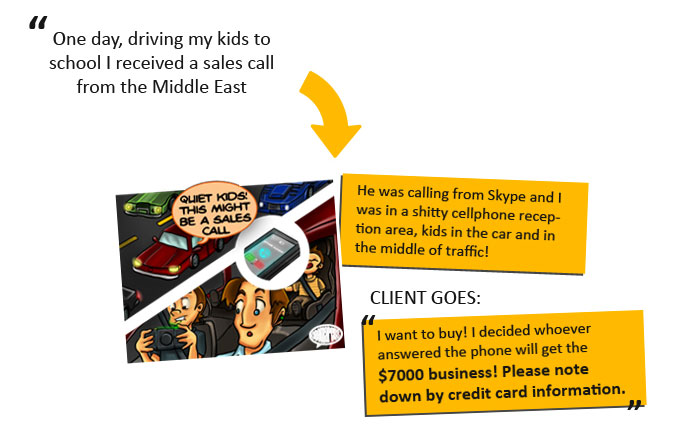 “
One day, driving my kids to
school I received a sales call
from the Middle East
QUIET KIDS!
THIS MIGHT
BE A SALES
CALL
He was calling from Skype and I
was in a shitty cellphone recep-
tion area, kids in the car and in
the middle of traffic!
CLIENT GOES:
“
I want to buy! I decided whoever
answered the phone will get the
$7000 business! Please note
down by credit card information.
”